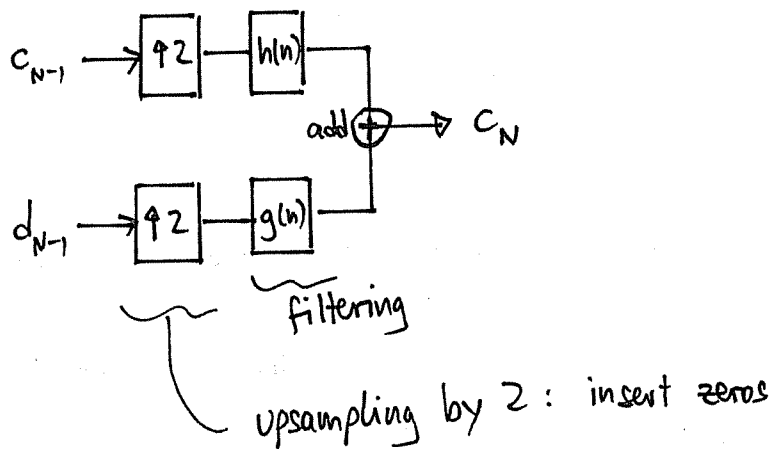 C_{N-1} ↑2 h(n)
add + C_N
d_{N-1} ↑2 g(n)
filtering
upsampling by 2 : insert zeros